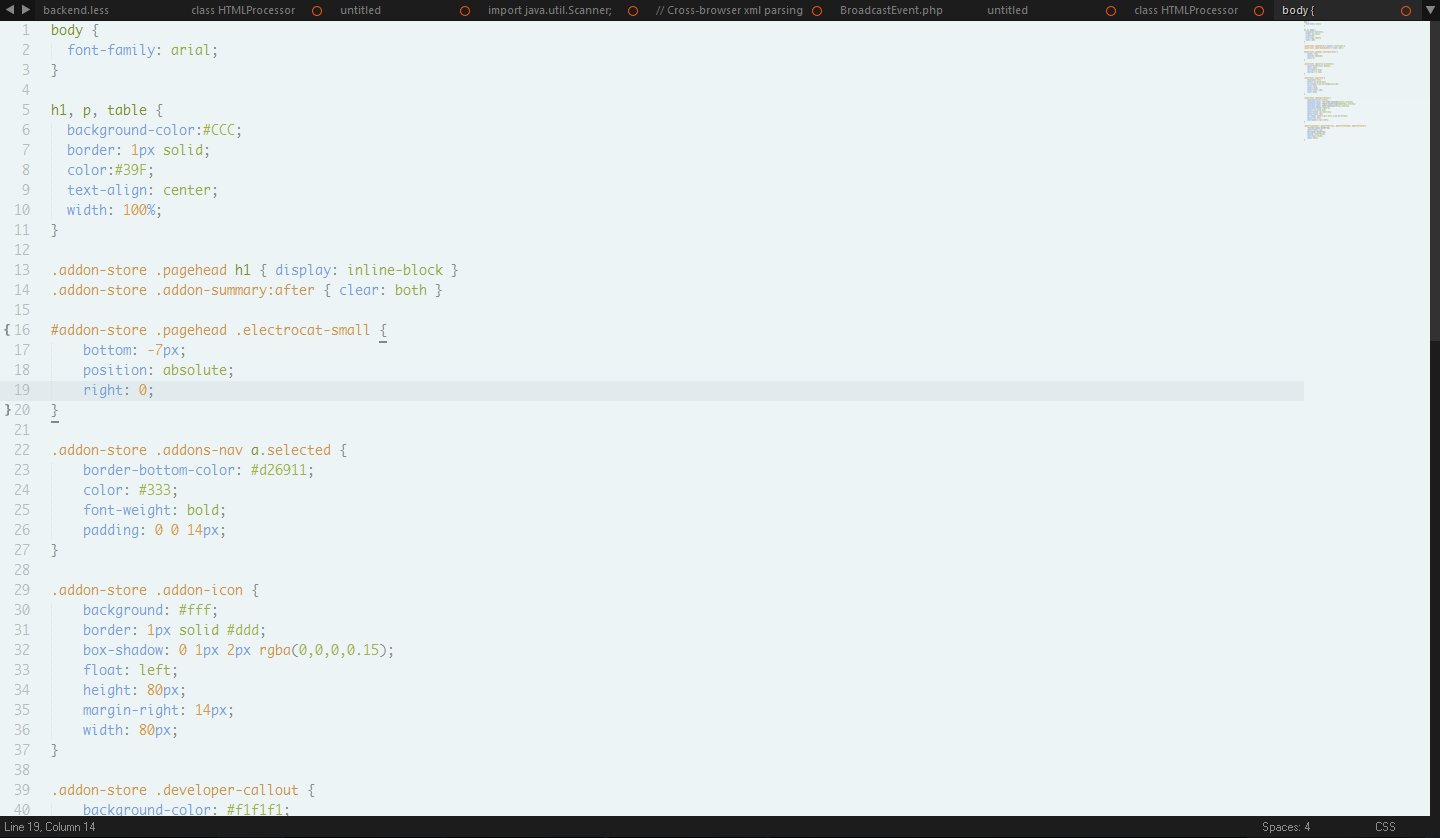 backend.less class HTMLProcessor untitled import java.util.Scanner; // Cross-browser xml parsing BroadcastEvent.php untitled class HTMLProcessor body {
1 body {
2   font-family: arial;
3 }
4
5 h1, p, table {
6   background-color:#CCC;
7   border: 1px solid;
8   color:#39F;
9   text-align: center;
10   width: 100%;
11 }
12
13 .addon-store .pagehead h1 { display: inline-block }
14 .addon-store .addon-summary:after { clear: both }
15
{ 16 #addon-store .pagehead .electrocat-small {
17     bottom: -7px;
18     position: absolute;
19     right: 0;
} 20 }
21
22 .addon-store .addons-nav a.selected {
23     border-bottom-color: #d26911;
24     color: #333;
25     font-weight: bold;
26     padding: 0 0 14px;
27 }
28
29 .addon-store .addon-icon {
30     background: #fff;
31     border: 1px solid #ddd;
32     box-shadow: 0 1px 2px rgba(0,0,0,0.15);
33     float: left;
34     height: 80px;
35     margin-right: 14px;
36     width: 80px;
37 }
38
39 .addon-store .developer-callout {
40     background-color: #f1f1f1;
Line 19, Column 14 Spaces: 4 CSS